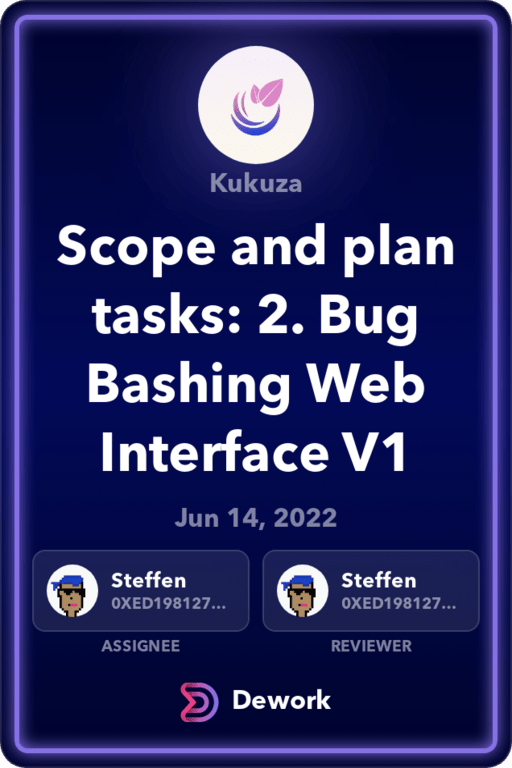 Kukuza
Scope and plan
tasks: 2. Bug
Bashing Web
Interface V1
Jun 14, 2022
Steffen
0XED198127...
ASSIGNEE
Steffen
0XED198127...
REVIEWER
Dework